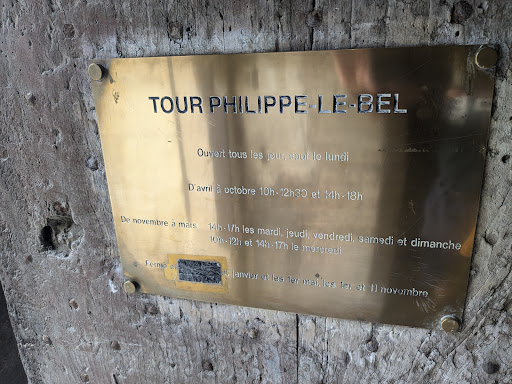 TOUR PHILIPPE-LE-BEL
Ouvert tous les jour, sauf le lundi
D'avril à octobre 10h-12h30 et 14h-18h
De novembre à mars 14h-17h les mardi, jeudi, vendredi, samedi et dimanche
10h-12h et 14h-17h le mercredi
Fermé janvier et les 1er mai, les 1er et 11 novembre